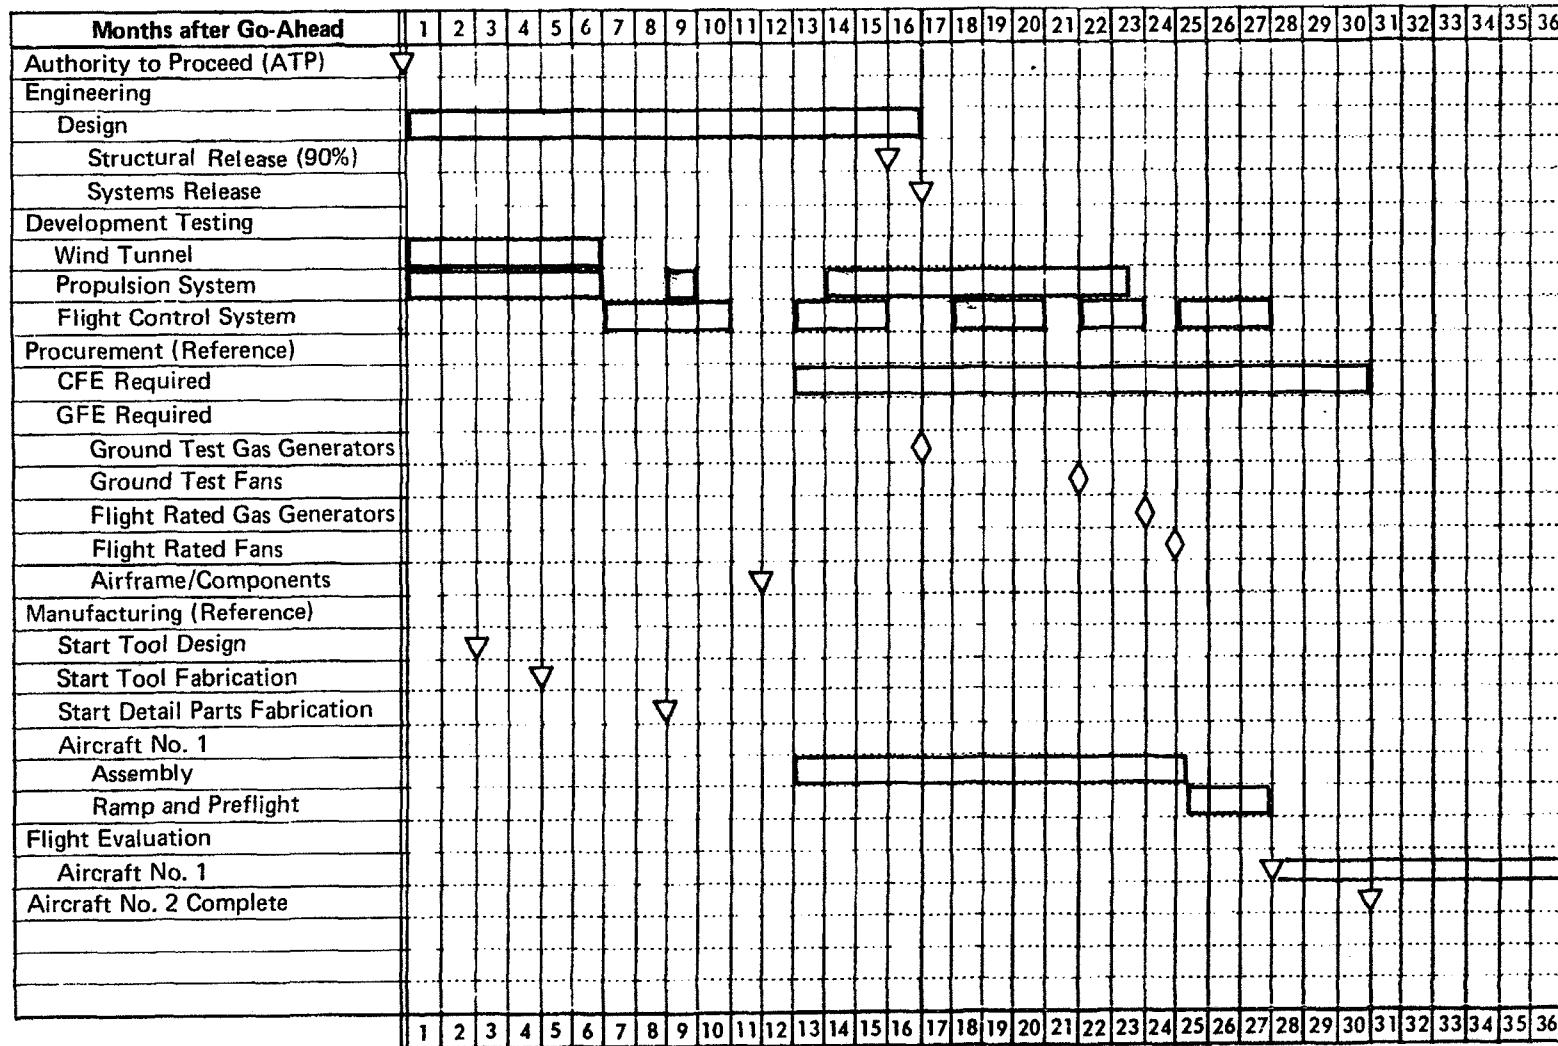 Months after Go-Ahead 1 2 3 4 5 6 7 8 9 10 11 12 13 14 15 16 17 18 19 20 21 22 23 24 25 26 27 28 29 30 31 32 33 34 35 36
Authority to Proceed (ATP)
Engineering
Design
Structural Release (90%)
Systems Release
Development Testing
Wind Tunnel
Propulsion System
Flight Control System
Procurement (Reference)
CFE Required
GFE Required
Ground Test Gas Generators
Ground Test Fans
Flight Rated Gas Generators
Flight Rated Fans
Airframe/Components
Manufacturing (Reference)
Start Tool Design
Start Tool Fabrication
Start Detail Parts Fabrication
Aircraft No. 1
Assembly
Ramp and Preflight
Flight Evaluation
Aircraft No. 1
Aircraft No. 2 Complete
1 2 3 4 5 6 7 8 9 10 11 12 13 14 15 16 17 18 19 20 21 22 23 24 25 26 27 28 29 30 31 32 33 34 35 36